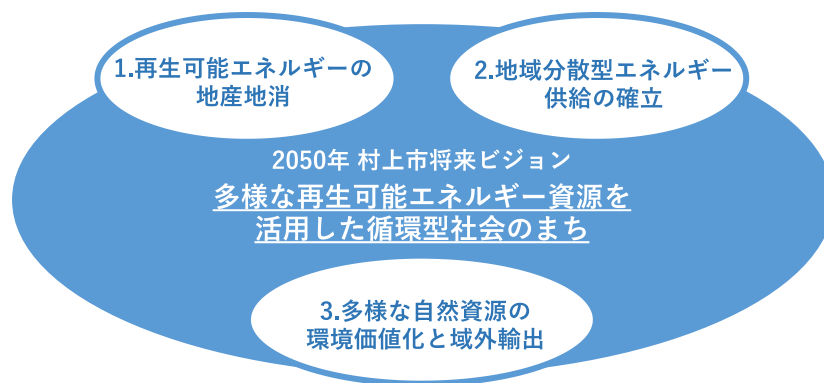 1.再生可能エネルギーの
地産地消
2.地域分散型エネルギー
供給の確立
2050年 村上市将来ビジョン
多様な再生可能エネルギー資源を
活用した循環型社会のまち
3.多様な自然資源の
環境価値化と域外輸出